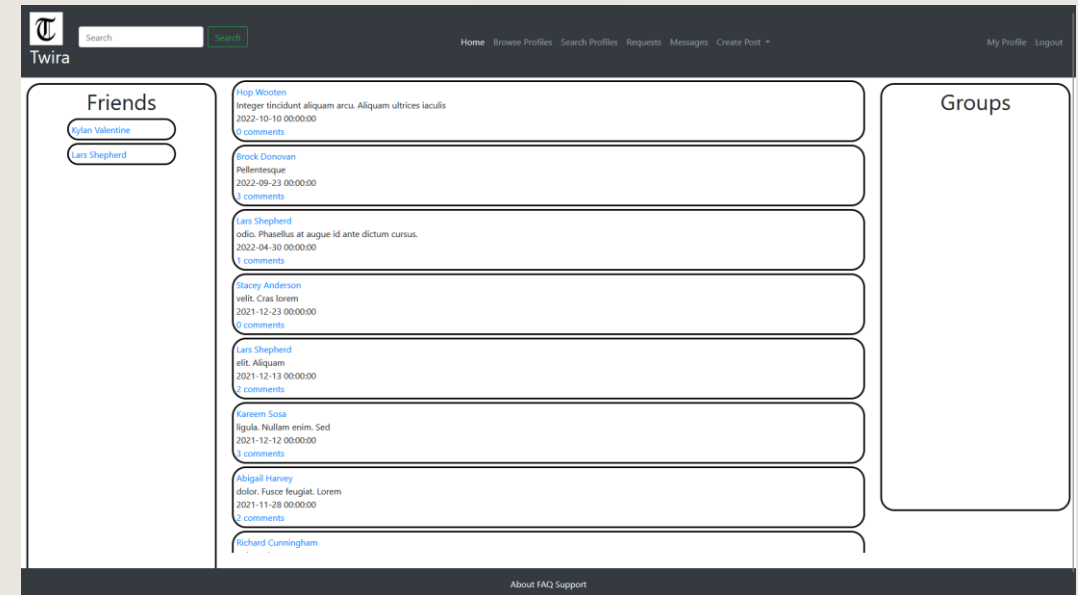 T
Twira
Search Search
Home Browse Profiles Search Profiles Requests Messages Create Post
My Profile Logout
Friends
Kylan Valentine
Lars Shepherd
Hop Wooten
Integer tincidunt aliquam arcu. Aliquam ultrices iaculis
2022-10-10 00:00:00
0 comments
Brock Donovan
Pellentesque
2022-09-23 00:00:00
3 comments
Lars Shepherd
odio. Phasellus at augue id ante dictum cursus.
2022-04-30 00:00:00
1 comments
Stacey Anderson
velit. Cras lorem
2021-12-23 00:00:00
0 comments
Lars Shepherd
elit. Aliquam
2021-12-13 00:00:00
2 comments
Kareem Sosa
ligula. Nullam enim. Sed
2021-12-12 00:00:00
3 comments
Abigail Harvey
dolor. Fusce feugiat. Lorem
2021-11-28 00:00:00
2 comments
Richard Cunningham
Groups
About FAQ Support